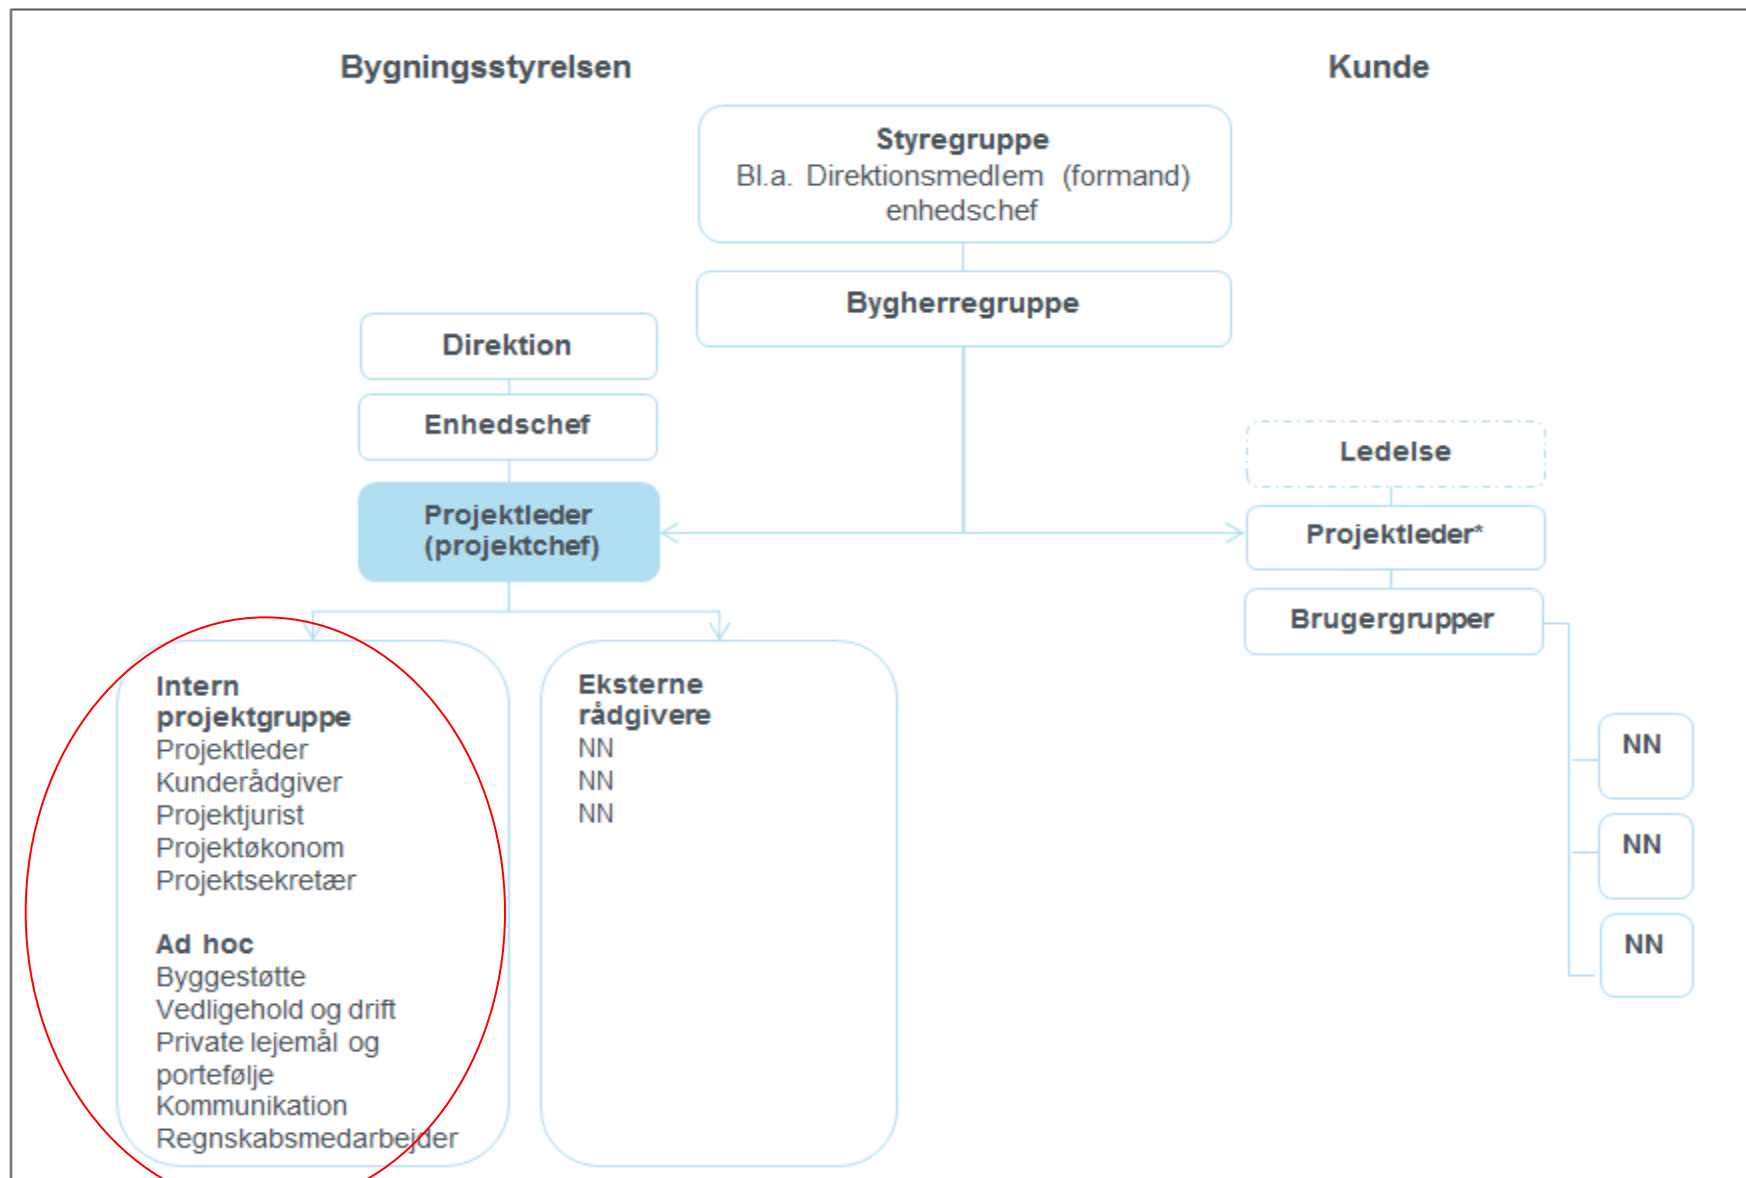 Bygningsstyrelsen
Kunde
Styregruppe
Bl.a. Direktionsmedlem (formand)
enhedschef
Bygherregruppe
Direktion
Enhedschef
Projektleder
(projektchef)
Ledelse
Projektleder*
Brugergrupper
NN
NN
NN
Intern
projektgruppe
Projektleder
Kunderådgiver
Projektjurist
Projektøkonom
Projektsekretær
Ad hoc
Byggestøtte
Vedligehold og drift
Private lejemål og
portefølje
Kommunikation
Regnskabsmedarbejder
Eksterne
rådgivere
NN
NN
NN